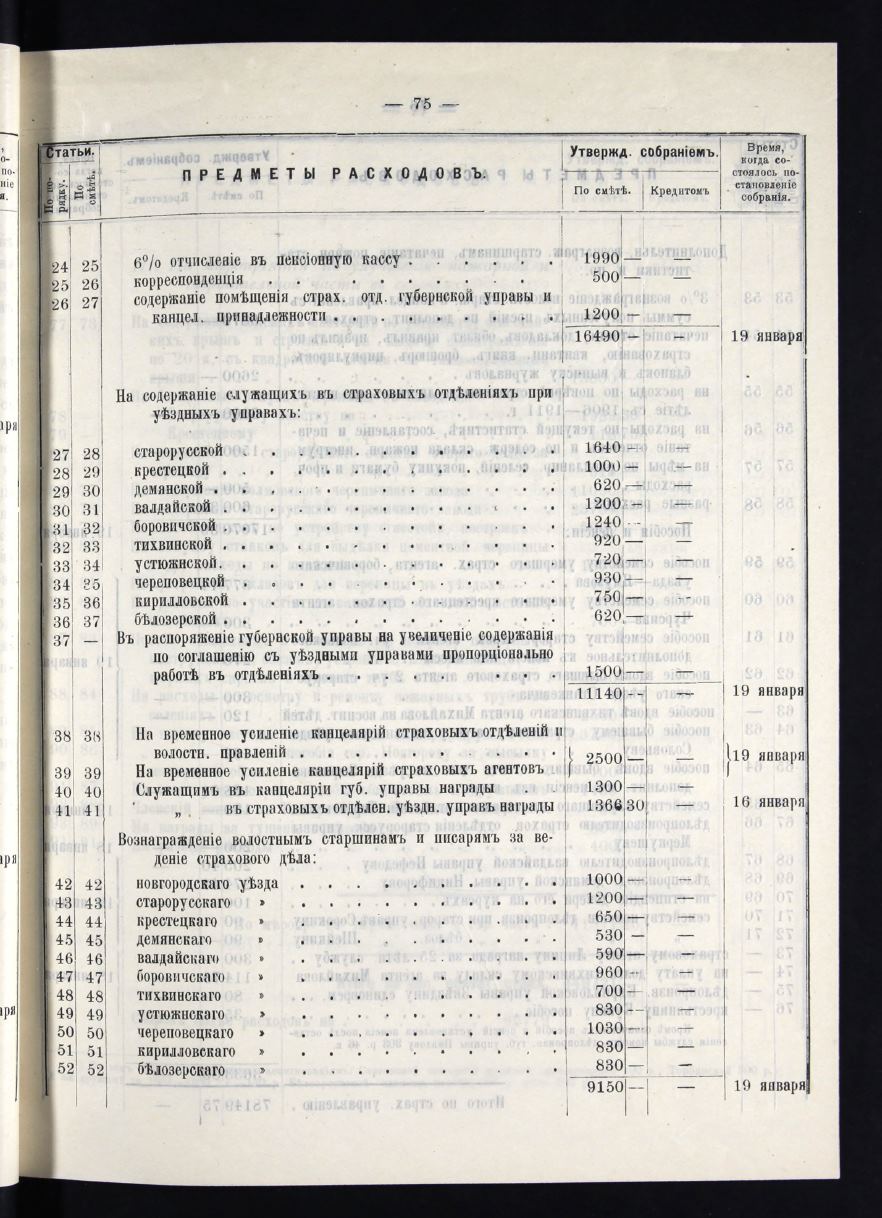 — 75 —
Статьи.
По порядку.
По смѣтѣ.
ПРЕДМЕТЫ РАСХОДОВЪ.
Утвержд. собраніемъ.
По смѣтѣ.
Кредитомъ
Время,
когда со-
стоялось по-
становленіе
собранія.
24 25 6% отчисленіе въ пенсіонную кассу . . . . . . 1990 — —
25 26 корреспонденція . . . . . . . . . 500 — —
26 27 содержаніе помѣщенія страх. отд. губернской управы и
канцел. принадлежности . . . . . . . . 1200 — —
16490 — — 19 января
На содержаніе служащихъ въ страховыхъ отдѣленіяхъ при
уѣздныхъ управахъ:
27 28 старорусской . . . . . . . . . 1640 — —
28 29 крестецкой . . . . . . . . . 1000 — —
29 30 демянской . . . . . . . . . 620 — —
30 31 валдайской . . . . . . . . . 1200 — —
31 32 боровичской . . . . . . . . . 1240 — —
32 33 тихвинской . . . . . . . . . 920 — —
33 34 устюжнской . . . . . . . . . 720 — —
34 35 череповецкой . . . . . . . . . 930 — —
35 36 кирилловской . . . . . . . . . 750 — —
36 37 бѣлозерской . . . . . . . . . 620 — —
37 — Въ распоряженіе губернской управы на увеличеніе содержанія
по соглашенію съ уѣздными управами пропорціонально
работѣ въ отдѣленіяхъ . . . . . . . . 1500 — —
11140 — — 19 января
38 38 На временное усиленіе канцелярій страховыхъ отдѣленій и
волостн. правленій . . . . . . . . . } 2500 — — } 19 января
39 39 На временное усиленіе канцелярій страховыхъ агентовъ
40 40 Служащимъ въ канцеляріи губ. управы награды . . 1300 — —
41 41 „ въ страховыхъ отдѣлен. уѣздн. управъ награды 1366 30 — 16 января
Вознагражденіе волостнымъ старшинамъ и писарямъ за ве-
деніе страхового дѣла:
42 42 новгородскаго уѣзда . . . . . . . . 1000 — —
43 43 старорусскаго » . . . . . . . . 1200 — —
44 44 крестецкаго » . . . . . . . . 650 — —
45 45 демянскаго » . . . . . . . . 530 — —
46 46 валдайскаго » . . . . . . . . 590 — —
47 47 боровичскаго » . . . . . . . . 960 — —
48 48 тихвинскаго » . . . . . . . . 700 — —
49 49 устюжнскаго » . . . . . . . . 830 — —
50 50 череповецкаго » . . . . . . . . 1030 — —
51 51 кирилловскаго » . . . . . . . . 830 — —
52 52 бѣлозерскаго » . . . . . . . . 830 — —
9150 — — 19 января